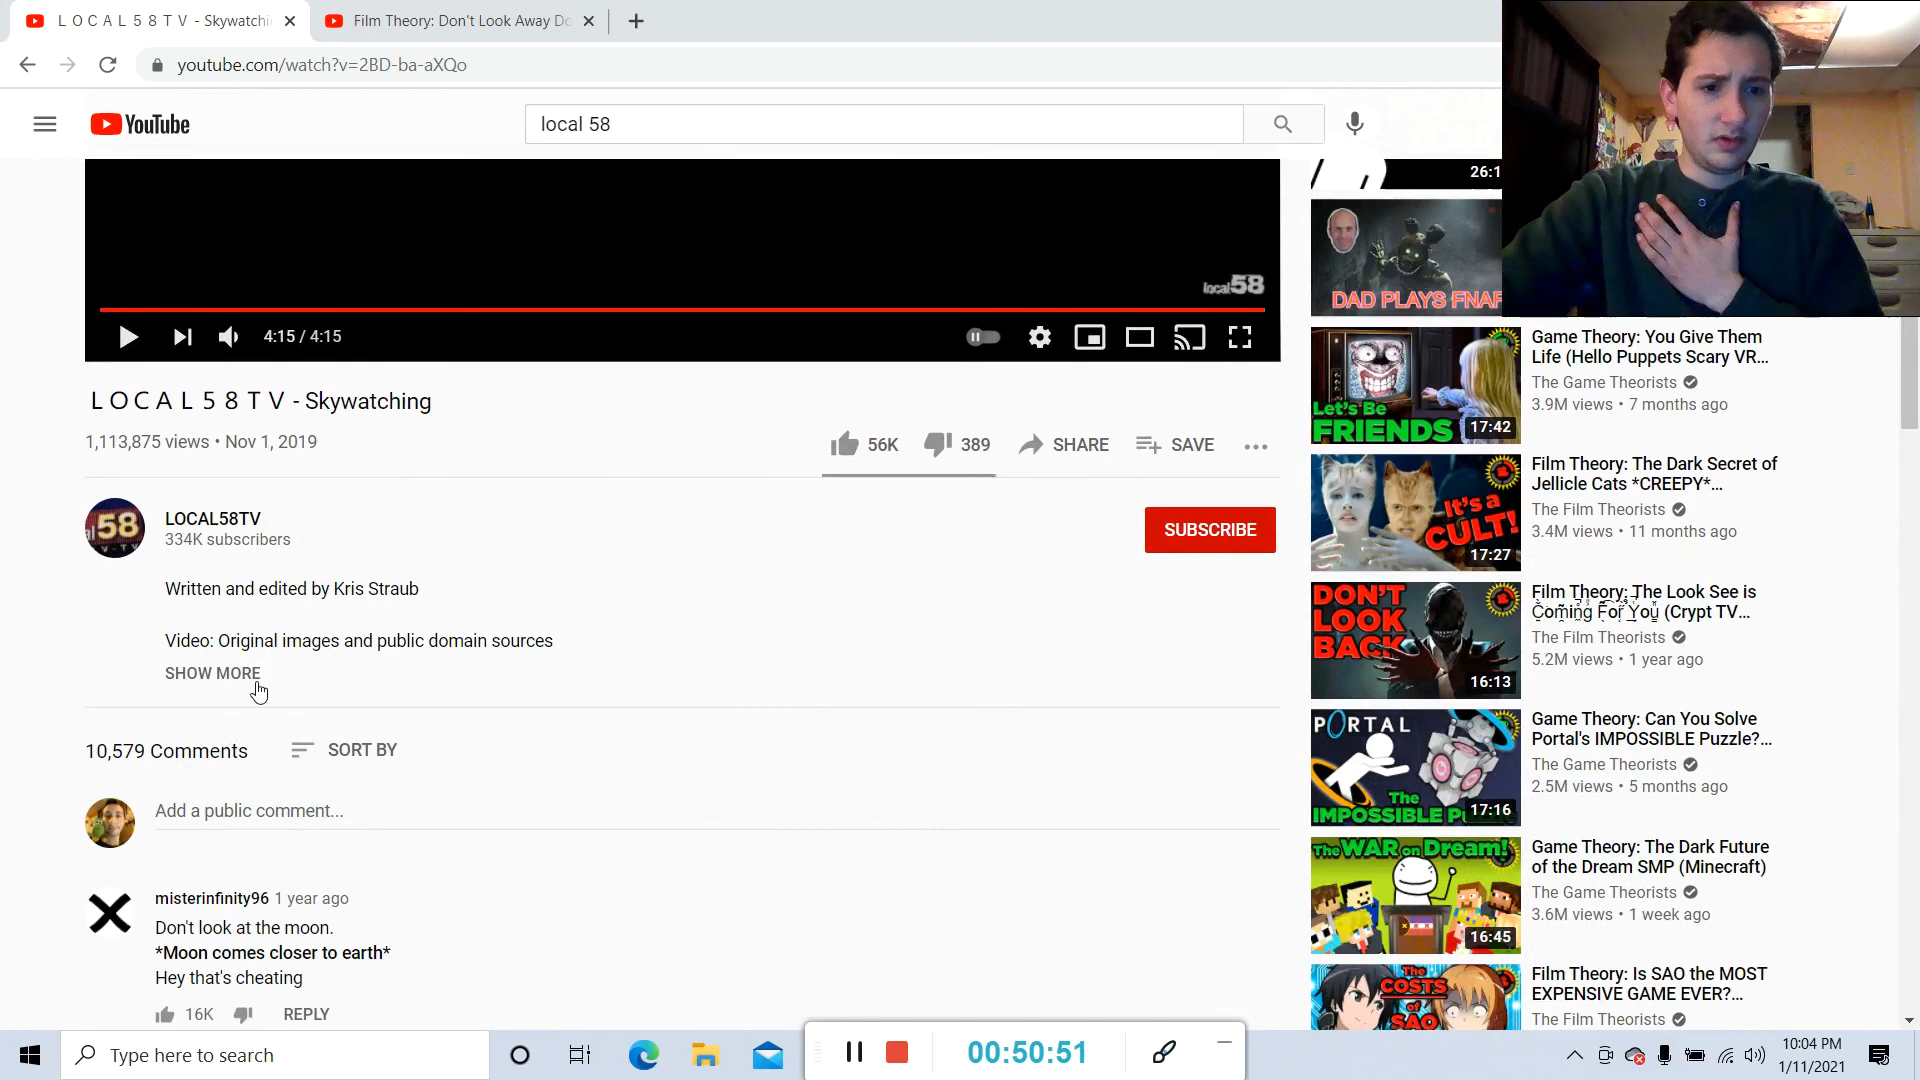 L O C A L 5 8 T V - Skywatchi
Film Theory: Don't Look Away Do
youtube.com/watch?v=2BD-ba-aXQo
YouTube
local 58
26:1
local58
DAD PLAYS FNAF
4:15 / 4:15
Game Theory: You Give Them
Life (Hello Puppets Scary VR...
The Game Theorists
3.9M views • 7 months ago
Let's Be
FRIENDS
17:42
L O C A L 5 8 T V - Skywatching
1,113,875 views • Nov 1, 2019
56K
389
SHARE
SAVE
Film Theory: The Dark Secret of
Jellicle Cats *CREEPY*...
The Film Theorists
3.4M views • 11 months ago
It's a
CULT!
17:27
58
LOCAL58TV
334K subscribers
SUBSCRIBE
Written and edited by Kris Straub
Video: Original images and public domain sources
SHOW MORE
DON'T
LOOK
BACK
16:13
Film Theory: The Look See is
Coming For You (Crypt TV...
The Film Theorists
5.2M views • 1 year ago
10,579 Comments
SORT BY
PORTAL
The
IMPOSSIBLE P
17:16
Game Theory: Can You Solve
Portal's IMPOSSIBLE Puzzle?...
The Game Theorists
2.5M views • 5 months ago
Add a public comment...
The WAR on Dream!
16:45
Game Theory: The Dark Future
of the Dream SMP (Minecraft)
The Game Theorists
3.6M views • 1 week ago
misterinfinity96 1 year ago
Don't look at the moon.
*Moon comes closer to earth*
Hey that's cheating
16K
REPLY
The
COSTS
of
SAO
Film Theory: Is SAO the MOST
EXPENSIVE GAME EVER?...
The Film Theorists
Type here to search
00:50:51
10:04 PM
1/11/2021